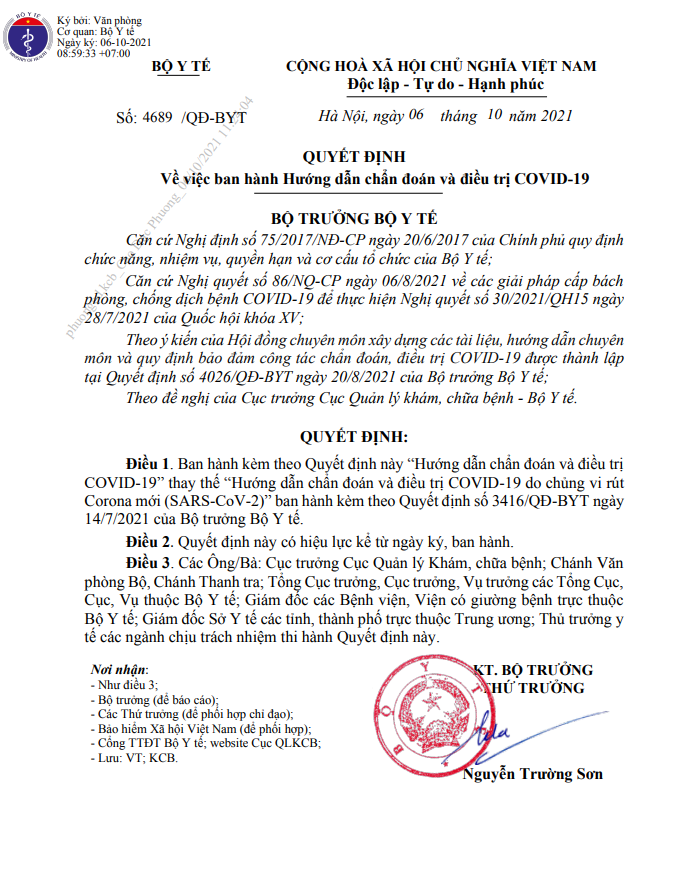 Ký bởi: Văn phòng
Cơ quan: Bộ Y tế
Ngày ký: 06-10-2021
08:59:33 +07:00
BỘ Y TẾ
MINISTRY OF HEALTH
BỘ Y TẾ
CỘNG HOÀ XÃ HỘI CHỦ NGHĨA VIỆT NAM
Độc lập - Tự do - Hạnh phúc
Số: 4689 /QĐ-BYT
Hà Nội, ngày 06 tháng 10 năm 2021
QUYẾT ĐỊNH
Về việc ban hành Hướng dẫn chẩn đoán và điều trị COVID-19
BỘ TRƯỞNG BỘ Y TẾ
Căn cứ Nghị định số 75/2017/NĐ-CP ngày 20/6/2017 của Chính phủ quy định
chức năng, nhiệm vụ, quyền hạn và cơ cấu tổ chức của Bộ Y tế;
Căn cứ Nghị quyết số 86/NQ-CP ngày 06/8/2021 về các giải pháp cấp bách
phòng, chống dịch bệnh COVID-19 để thực hiện Nghị quyết số 30/2021/QH15 ngày
28/7/2021 của Quốc hội khóa XV;
Theo ý kiến của Hội đồng chuyên môn xây dựng các tài liệu, hướng dẫn chuyên
môn và quy định bảo đảm công tác chẩn đoán, điều trị COVID-19 được thành lập
tại Quyết định số 4026/QĐ-BYT ngày 20/8/2021 của Bộ trưởng Bộ Y tế;
Theo đề nghị của Cục trưởng Cục Quản lý khám, chữa bệnh - Bộ Y tế.
QUYẾT ĐỊNH:
Điều 1. Ban hành kèm theo Quyết định này “Hướng dẫn chẩn đoán và điều trị
COVID-19” thay thế “Hướng dẫn chẩn đoán và điều trị COVID-19 do chủng vi rút
Corona mới (SARS-CoV-2)” ban hành kèm theo Quyết định số 3416/QĐ-BYT ngày
14/7/2021 của Bộ trưởng Bộ Y tế.
Điều 2. Quyết định này có hiệu lực kể từ ngày ký, ban hành.
Điều 3. Các Ông/Bà: Cục trưởng Cục Quản lý Khám, chữa bệnh; Chánh Văn
phòng Bộ, Chánh Thanh tra; Tổng Cục trưởng, Cục trưởng, Vụ trưởng các Tổng Cục,
Cục, Vụ thuộc Bộ Y tế; Giám đốc các Bệnh viện, Viện có giường bệnh trực thuộc
Bộ Y tế; Giám đốc Sở Y tế các tỉnh, thành phố trực thuộc Trung ương; Thủ trưởng y
tế các ngành chịu trách nhiệm thi hành Quyết định này.
Nơi nhận:
- Như điều 3;
- Bộ trưởng (để báo cáo);
- Các Thứ trưởng (để phối hợp chỉ đạo);
- Bảo hiểm Xã hội Việt Nam (để phối hợp);
- Cổng TTĐT Bộ Y tế; website Cục QLKCB;
- Lưu: VT; KCB.
KT. BỘ TRƯỞNG
THỨ TRƯỞNG
BỘ Y TẾ
Nguyễn Trường Sơn